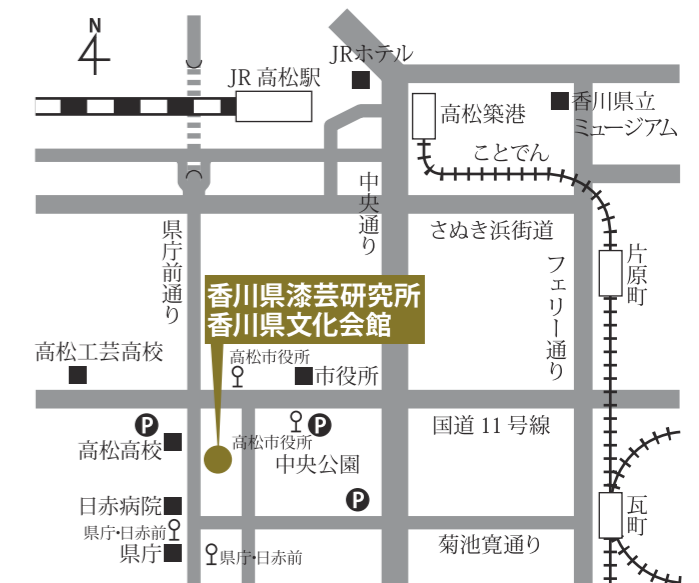 N
JRホテル
JR 高松駅
高松築港
香川県立
ミュージアム
ことでん
中央通り
さぬき浜街道
県庁前通り
片原町
フェリー通り
香川県漆芸研究所
香川県文化会館
高松工芸高校
高松市役所
市役所
P
P
国道 11 号線
高松高校
高松市役所
中央公園
P
日赤病院
瓦町
県庁・日赤前
県庁
県庁・日赤前
菊池寛通り